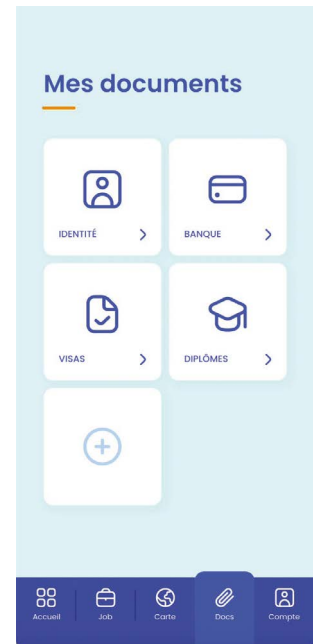 Mes documents
IDENTITÉ
BANQUE
VISAS
DIPLÔMES
Accueil
Job
Carte
Docs
Compte